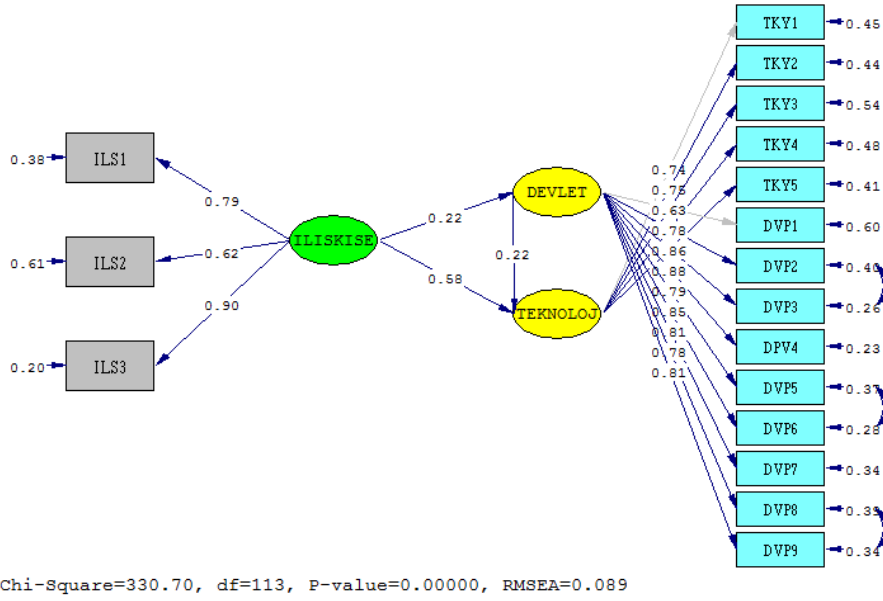 TKY1
0.45
TKY2
0.44
TKY3
0.54
TKY4
0.48
TKY5
0.41
DVP1
0.60
DVP2
0.40
DVP3
0.26
DPV4
0.23
DVP5
0.37
DVP6
0.28
DVP7
0.34
DVP8
0.39
DVP9
0.34
0.38
ILS1
0.61
ILS2
0.20
ILS3
0.79
0.62
0.90
ILISKISE
0.22
0.58
DEVLET
0.22
TEKNOLOJ
0.74
0.75
0.63
0.78
0.86
0.88
0.79
0.85
0.81
0.78
0.81
Chi-Square=330.70, df=113, P-value=0.00000, RMSEA=0.089